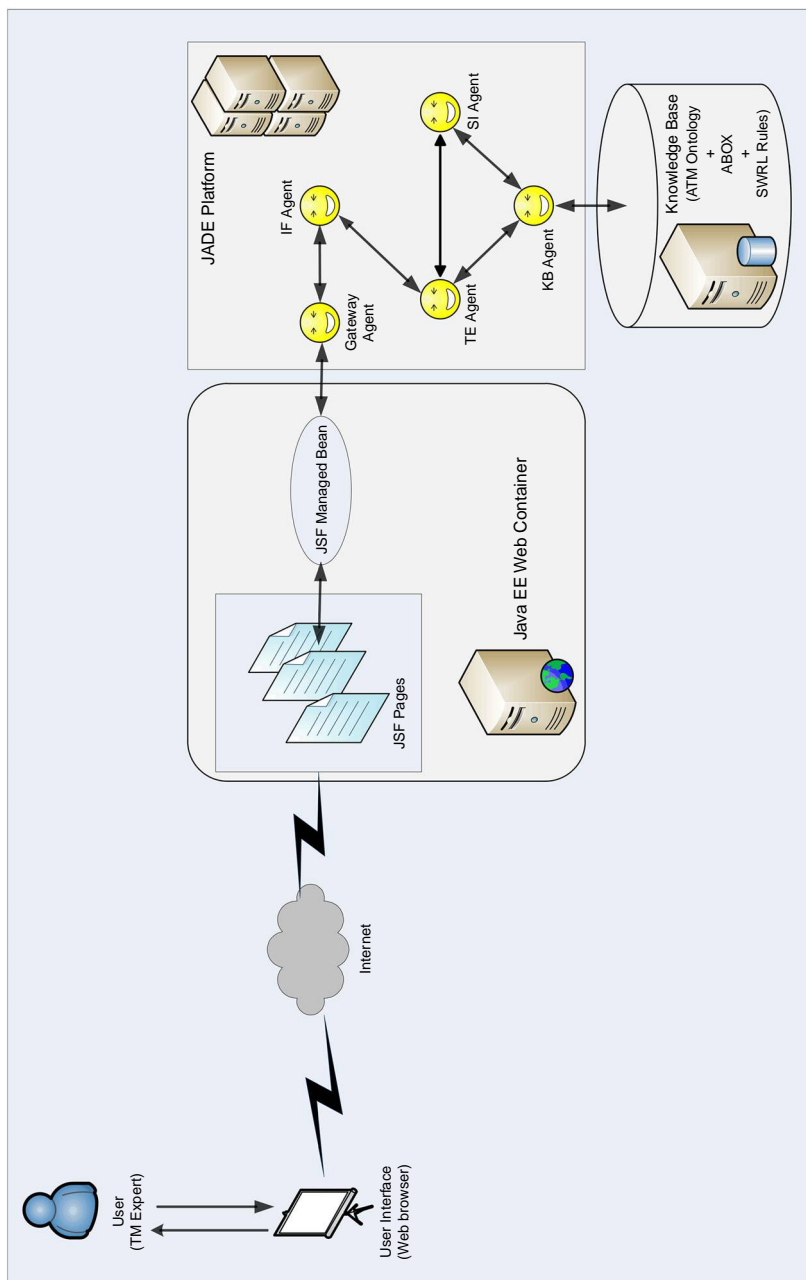 User
(TM Expert)
User Interface
(Web browser)
Internet
JSF Pages
JSF Managed Bean
Java EE Web Container
JADE Platform
Gateway
Agent
IF Agent
TE Agent
SI Agent
KB Agent
Knowledge Base
(ATM Ontology
+
ABOX
+
SWRL Rules)